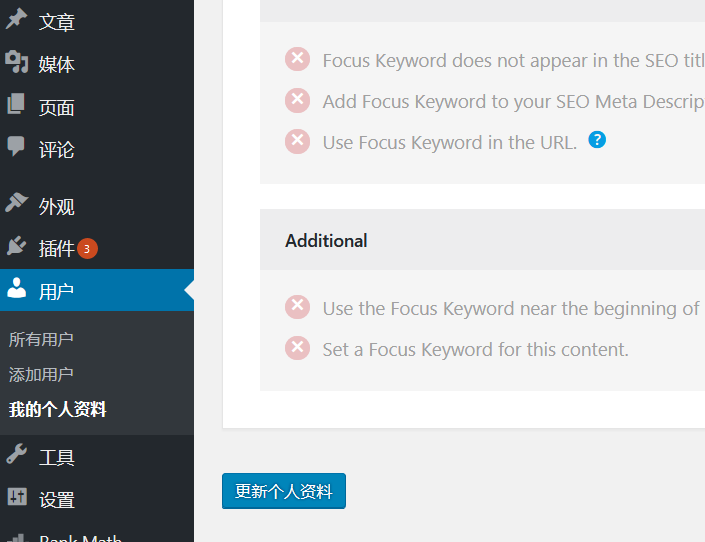 文章
媒体
页面
评论
外观
插件 3
用户
所有用户
添加用户
我的个人资料
工具
设置
Rank Math
Focus Keyword does not appear in the SEO titl
Add Focus Keyword to your SEO Meta Descrip
Use Focus Keyword in the URL. ?
Additional
Use the Focus Keyword near the beginning of
Set a Focus Keyword for this content.
更新个人资料